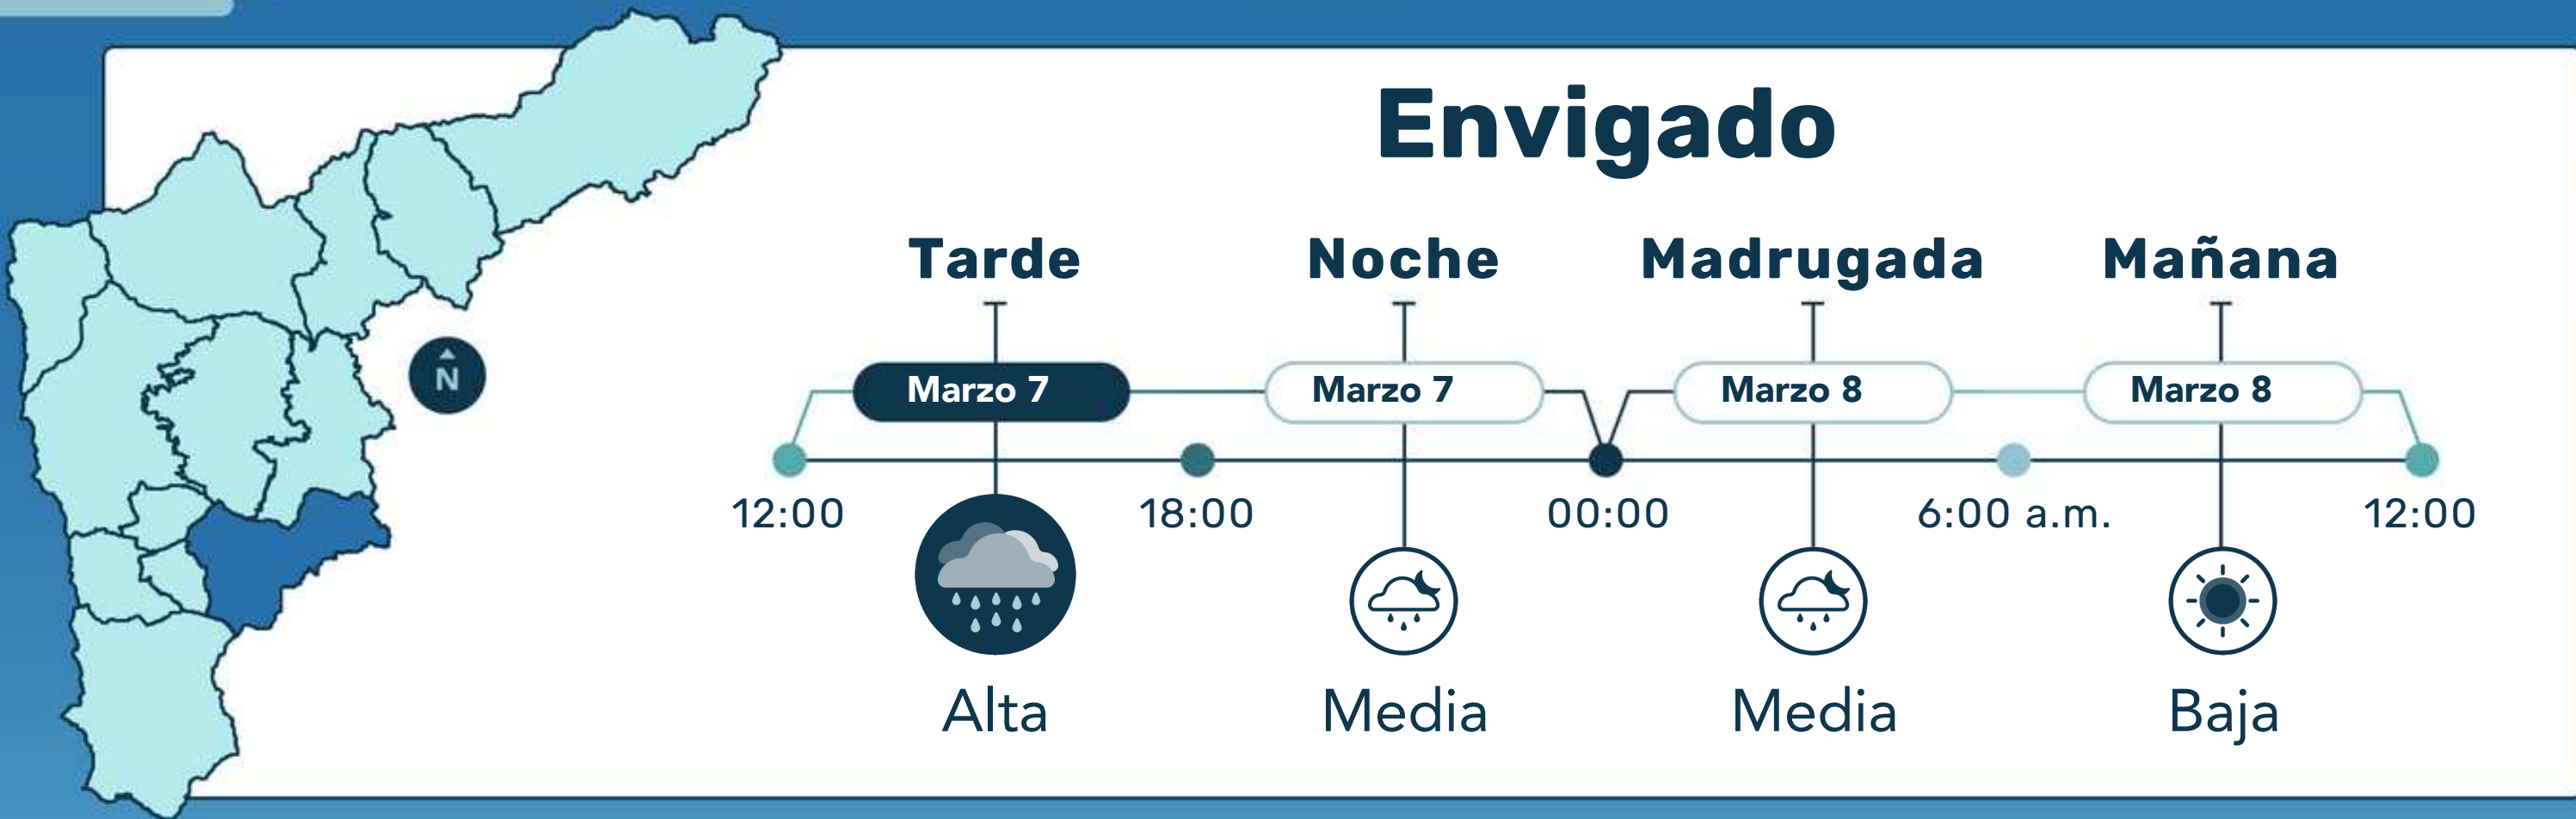 Envigado
Tarde Noche Madrugada Mañana
N
Marzo 7 Marzo 7 Marzo 8 Marzo 8
12:00 18:00 00:00 6:00 a.m. 12:00
Alta Media Media Baja